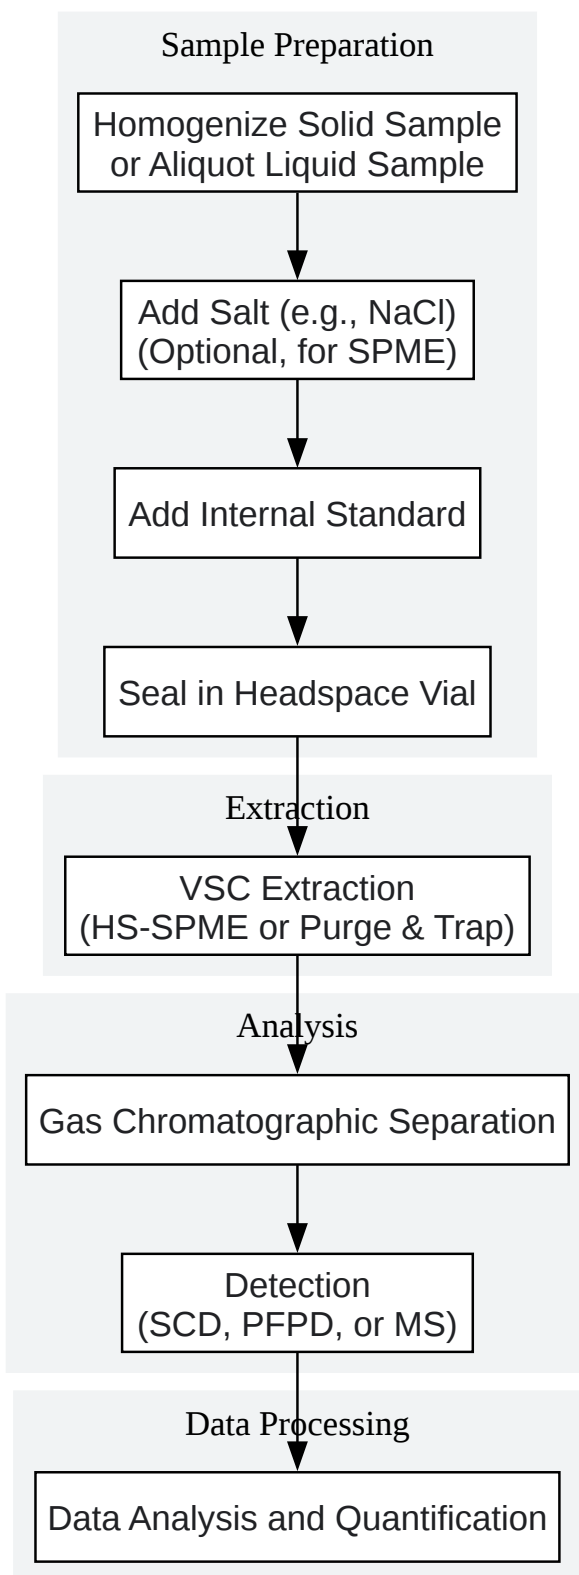 Sample Preparation
Homogenize Solid Sample
or Aliquot Liquid Sample
Add Salt (e.g., NaCl)
(Optional, for SPME)
Add Internal Standard
Seal in Headspace Vial
Extraction
VSC Extraction
(HS-SPME or Purge & Trap)
Analysis
Gas Chromatographic Separation
Detection
(SCD, PFPD, or MS)
Data Processing
Data Analysis and Quantification